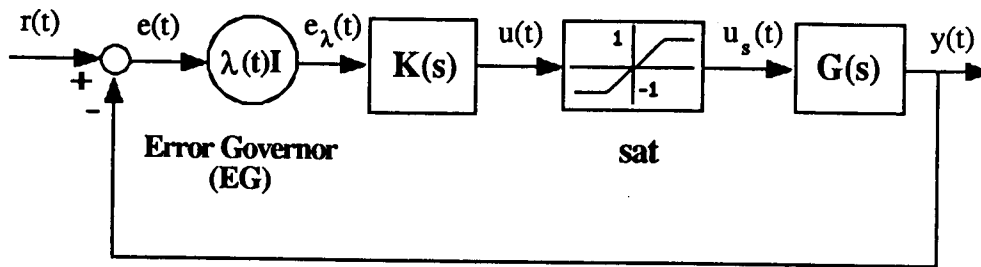 r(t) e(t) e_λ(t) u(t) u_s(t) y(t)
+
-
λ(t)I
K(s)
1
-1
G(s)
Error Governor
(EG)
sat